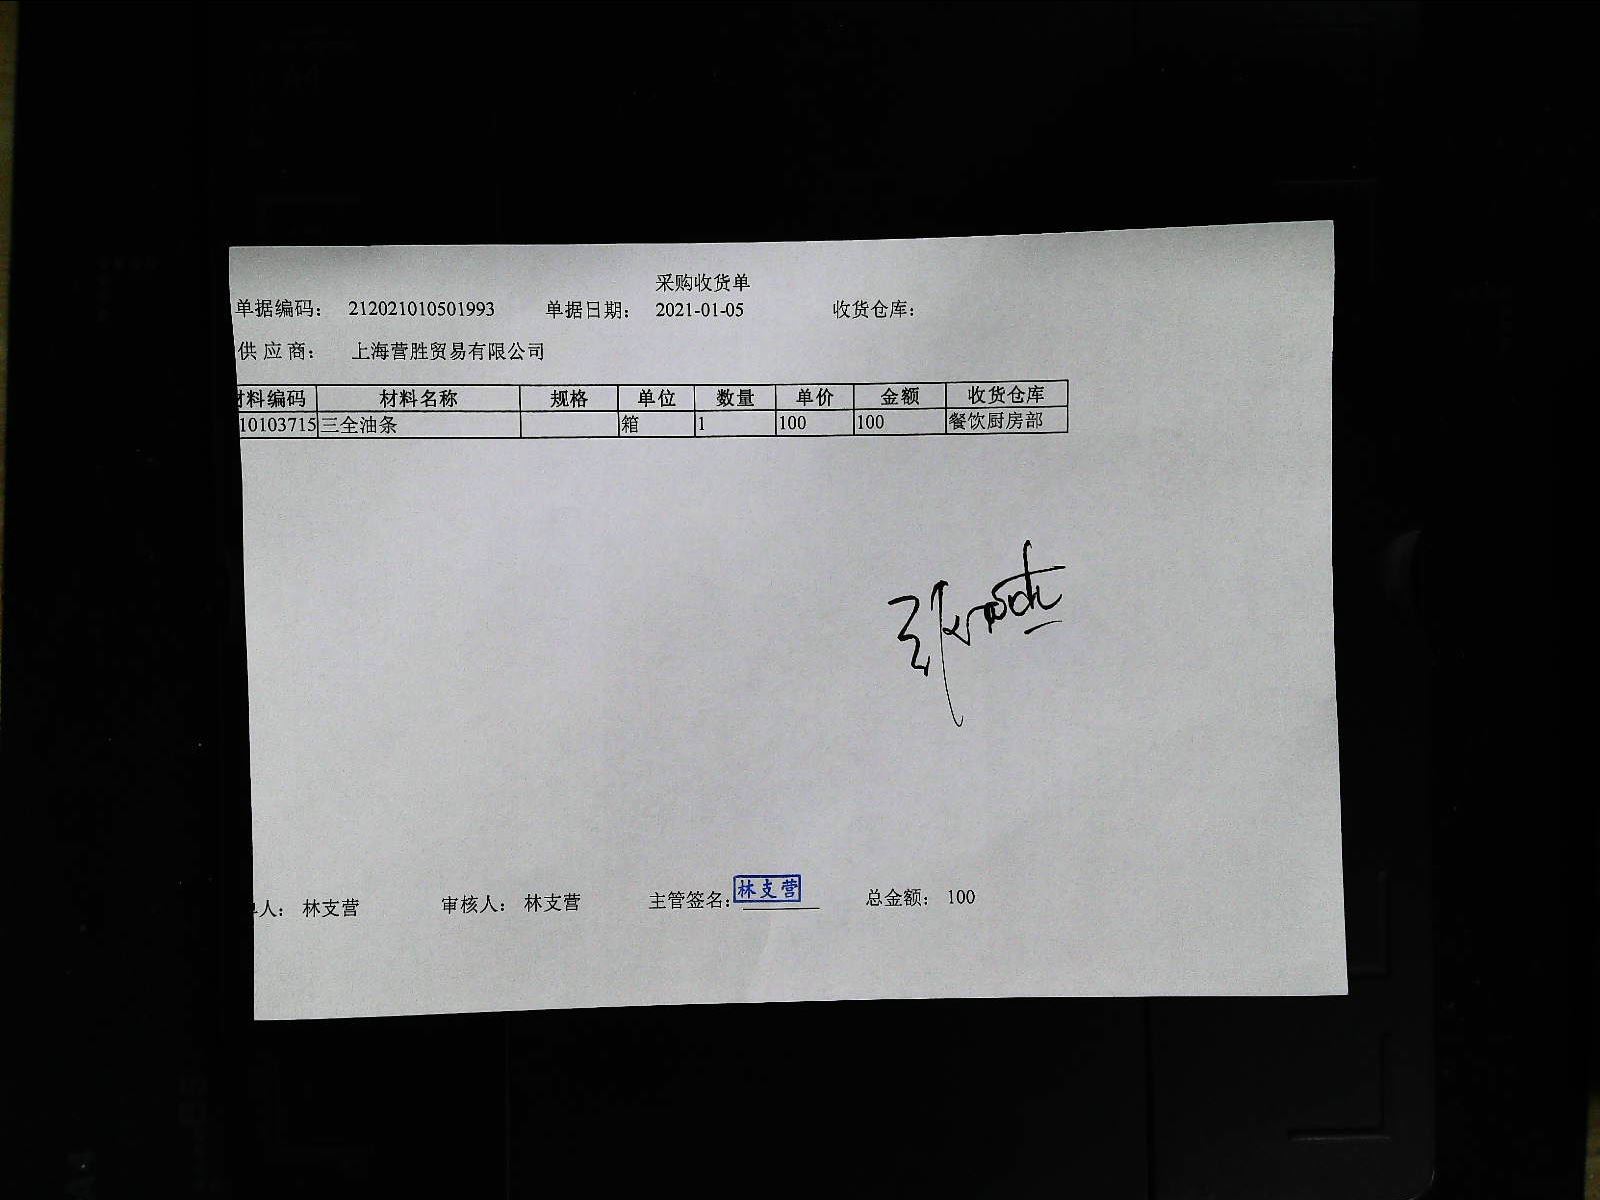 采购收货单
单据编码： 212021010501993 单据日期： 2021-01-05 收货仓库：
供应商： 上海营胜贸易有限公司
材料编码 材料名称 规格 单位 数量 单价 金额 收货仓库
10103715 三全油条 箱 1 100 100 餐饮厨房部
人： 林支营 审核人： 林支营 主管签名： 林支营 总金额： 100